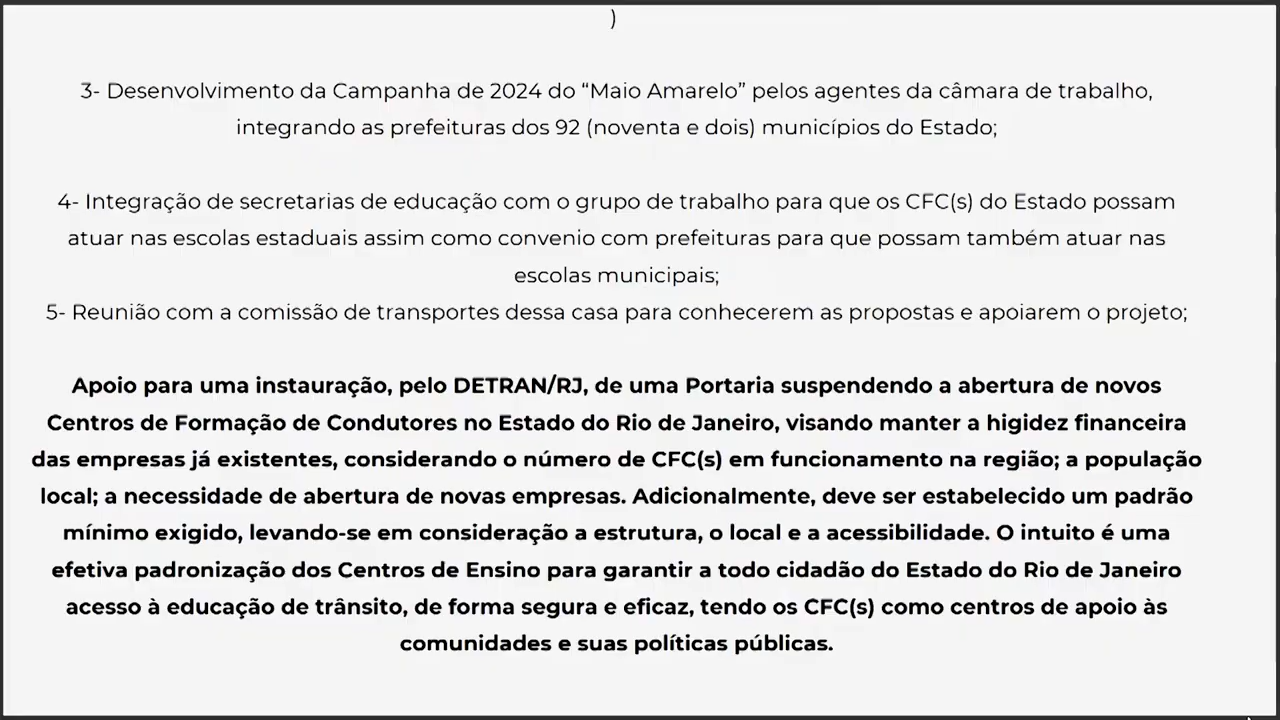 )
3- Desenvolvimento da Campanha de 2024 do “Maio Amarelo” pelos agentes da câmara de trabalho,
integrando as prefeituras dos 92 (noventa e dois) municípios do Estado;
4- Integração de secretarias de educação com o grupo de trabalho para que os CFC(s) do Estado possam
atuar nas escolas estaduais assim como convenio com prefeituras para que possam também atuar nas
escolas municipais;
5- Reunião com a comissão de transportes dessa casa para conhecerem as propostas e apoiarem o projeto;
Apoio para uma instauração, pelo DETRAN/RJ, de uma Portaria suspendendo a abertura de novos
Centros de Formação de Condutores no Estado do Rio de Janeiro, visando manter a higidez financeira
das empresas já existentes, considerando o número de CFC(s) em funcionamento na região; a população
local; a necessidade de abertura de novas empresas. Adicionalmente, deve ser estabelecido um padrão
mínimo exigido, levando-se em consideração a estrutura, o local e a acessibilidade. O intuito é uma
efetiva padronização dos Centros de Ensino para garantir a todo cidadão do Estado do Rio de Janeiro
acesso à educação de trânsito, de forma segura e eficaz, tendo os CFC(s) como centros de apoio às
comunidades e suas políticas públicas.